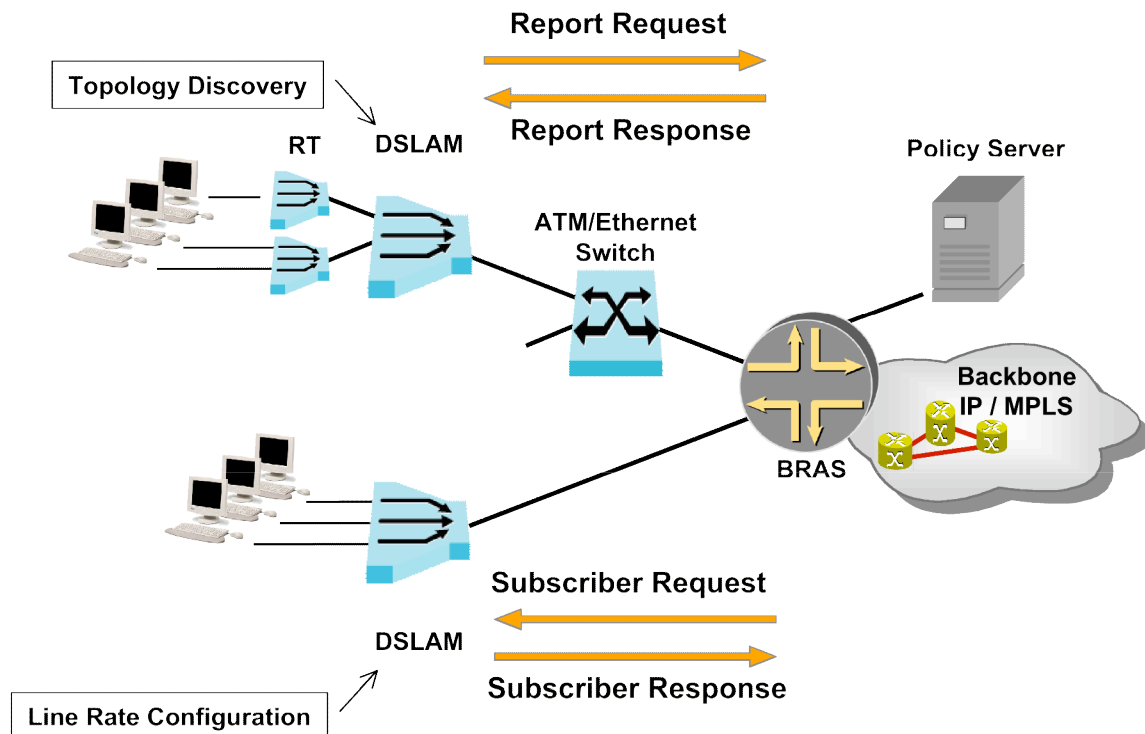 Report Request
Topology Discovery
Report Response
RT
DSLAM
Policy Server
ATM/Ethernet
Switch
Backbone
IP / MPLS
BRAS
Subscriber Request
DSLAM
Subscriber Response
Line Rate Configuration